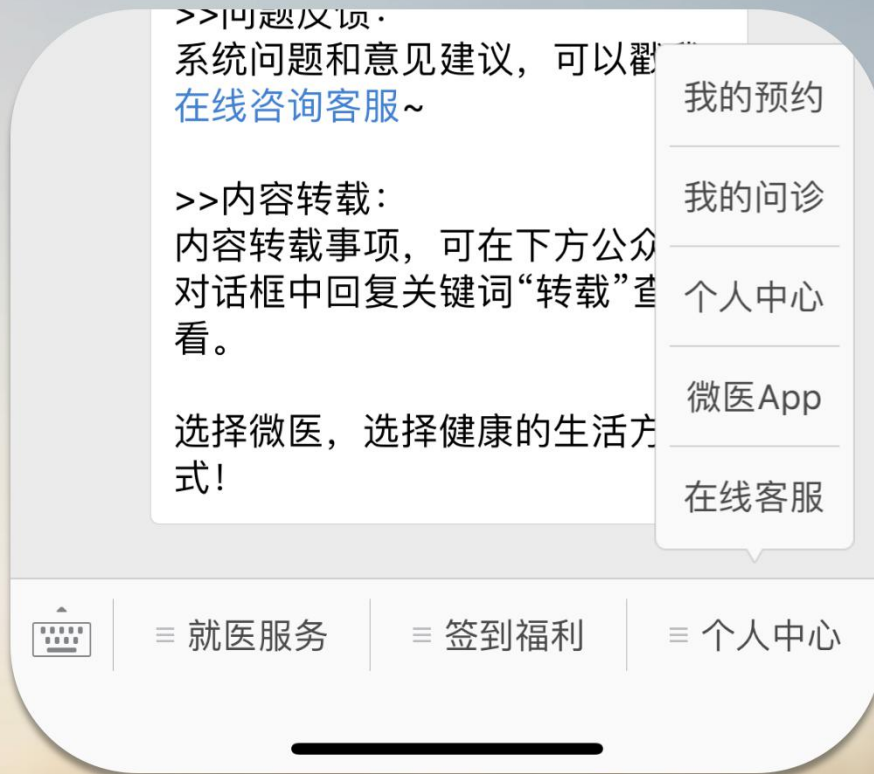 >>问题反馈：
系统问题和意见建议，可以戳
在线咨询客服~
>>内容转载：
内容转载事项，可在下方公众
对话框中回复关键词“转载”查
看。
选择微医，选择健康的生活方
式！
我的预约
我的问诊
个人中心
微医App
在线客服
就医服务
签到福利
个人中心